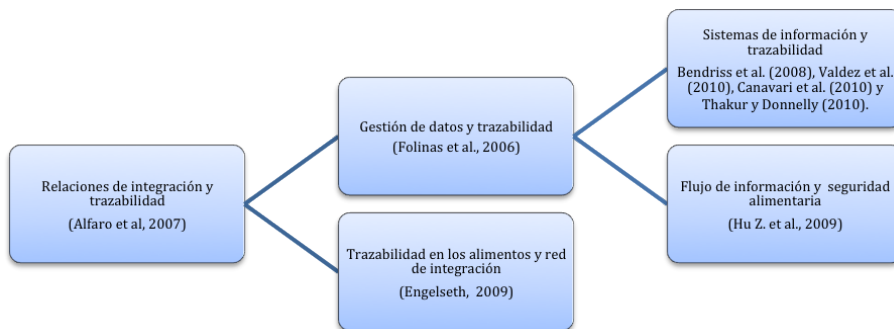 Relaciones de integración y
trazabilidad
(Alfaro et al, 2007)
Gestión de datos y trazabilidad
(Folinas et al., 2006)
Trazabilidad en los alimentos y red
de integración
(Engelseth, 2009)
Sistemas de información y
trazabilidad
Bendriss et al. (2008), Valdez et al.
(2010), Canavari et al. (2010) y
Thakur y Donnelly (2010).
Flujo de información y seguridad
alimentaria
(Hu Z. et al., 2009)